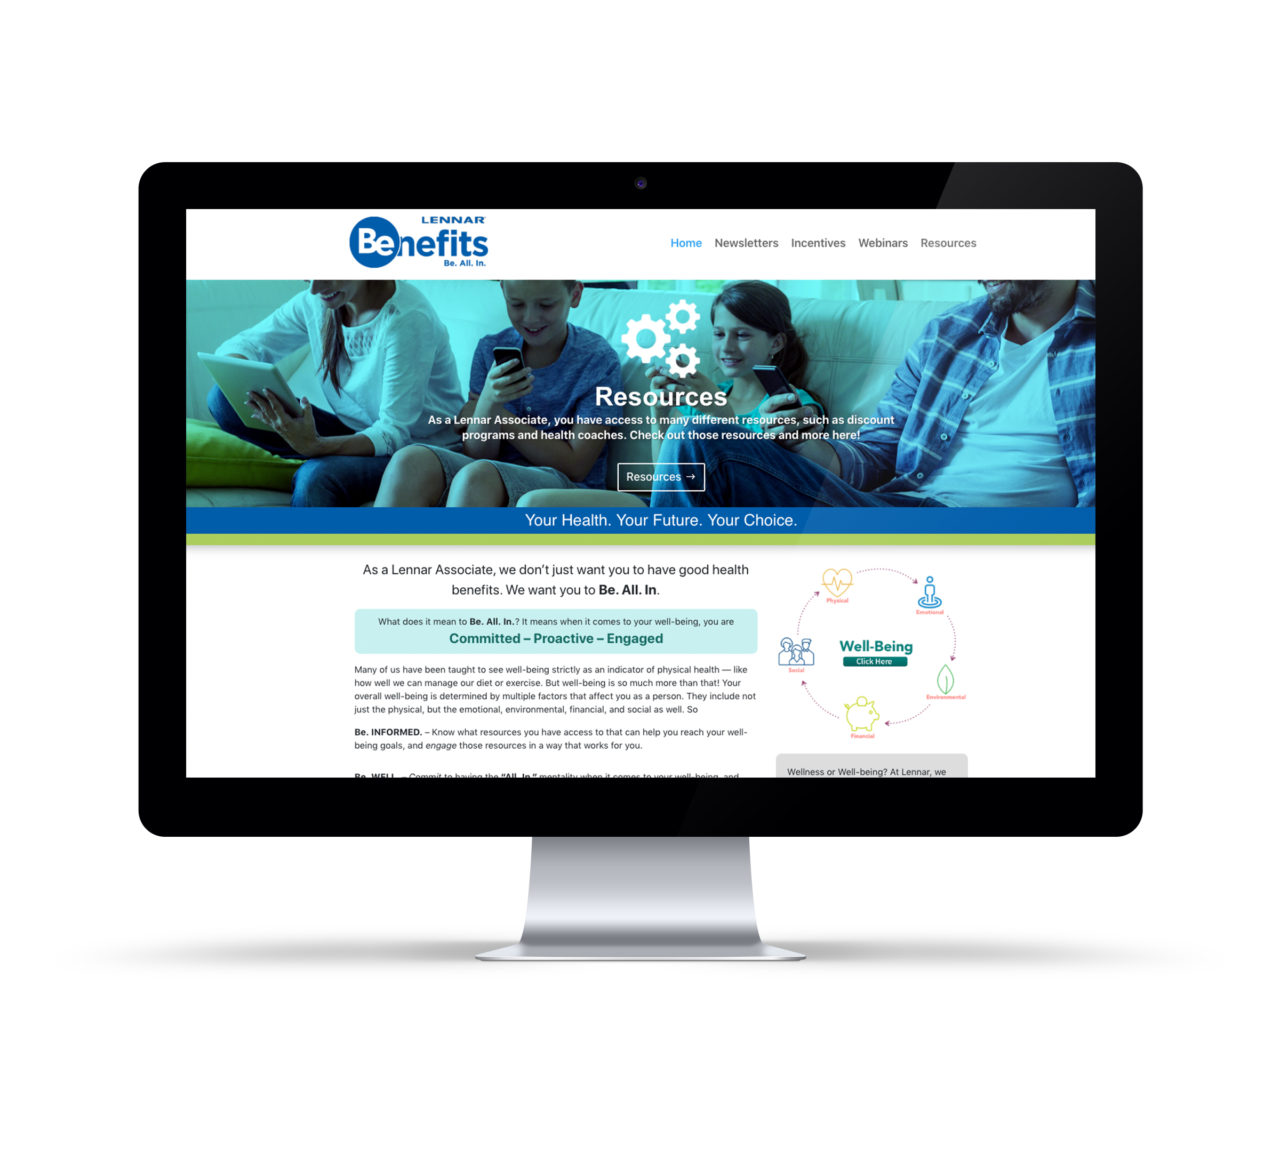 LENNAR
Benefits
Be. All. In.
Home Newsletters Incentives Webinars Resources
Resources
As a Lennar Associate, you have access to many different resources, such as discount
programs and health coaches. Check out those resources and more here!
Resources →
Your Health. Your Future. Your Choice.
As a Lennar Associate, we don't just want you to have good health
benefits. We want you to Be. All. In.
What does it mean to Be. All. In.? It means when it comes to your well-being, you are
Committed – Proactive – Engaged
Many of us have been taught to see well-being strictly as an indicator of physical health — like
how well we can manage our diet or exercise. But well-being is so much more than that! Your
overall well-being is determined by multiple factors that affect you as a person. They include not
just the physical, but the emotional, environmental, financial, and social as well. So
Be. INFORMED. – Know what resources you have access to that can help you reach your well-
being goals, and engage those resources in a way that works for you.
Be. WELL. – Commit to having the "All. In." mentality when it comes to your well-being, and
Physical
Emotional
Well-Being
Click Here
Social
Environmental
Financial
Wellness or Well-being? At Lennar, we